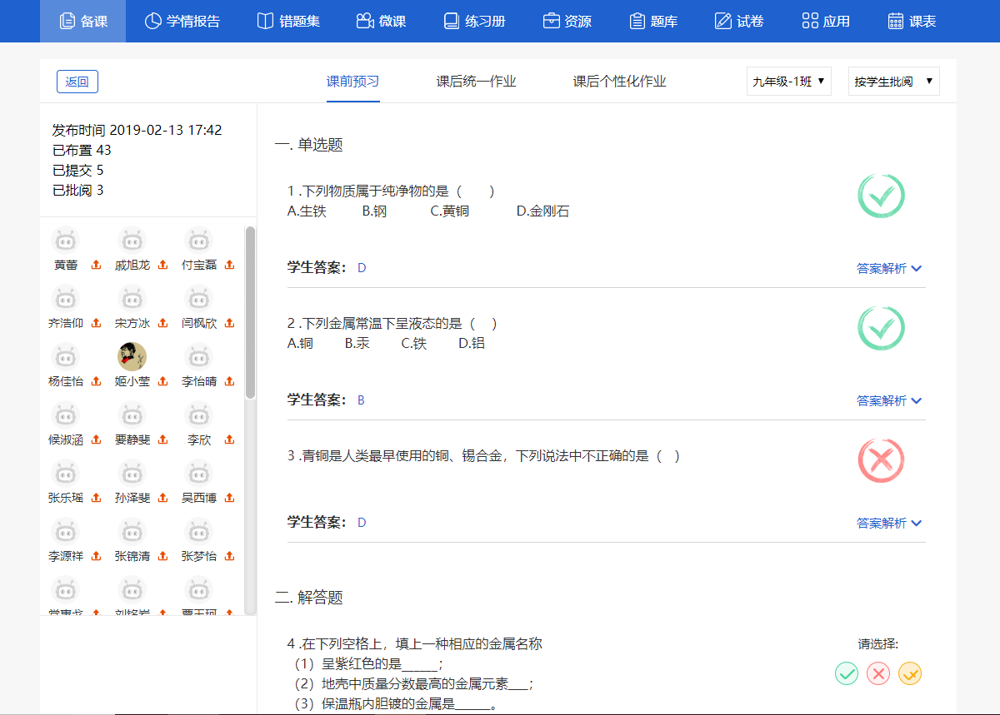 备课 学情报告 错题集 微课 练习册 资源 题库 试卷 应用 课表
返回 课前预习 课后统一作业 课后个性化作业 九年级-1班 按学生批阅
发布时间 2019-02-13 17:42
已布置 43
已提交 5
已批阅 3
黄蕾 戚旭龙 付宝磊
齐浩仰 宋方冰 闫枫欣
杨佳怡 姬小莹 李怡晴
候淑涵 要静斐 李欣
张乐瑶 孙泽斐 吴西博
李源祥 张锦清 张梦怡
一. 单选题
1 .下列物质属于纯净物的是（　　）
A.生铁 B.钢 C.黄铜 D.金刚石
学生答案： D 答案解析
2 .下列金属常温下呈液态的是（　）
A.铜 B.汞 C.铁 D.铝
学生答案： B 答案解析
3 .青铜是人类最早使用的铜、锡合金，下列说法中不正确的是（　）
学生答案： D 答案解析
二. 解答题
4 .在下列空格上，填上一种相应的金属名称 请选择:
（1）呈紫红色的是______；
（2）地壳中质量分数最高的金属元素___；
（3）保温瓶内胆镀的金属是______。